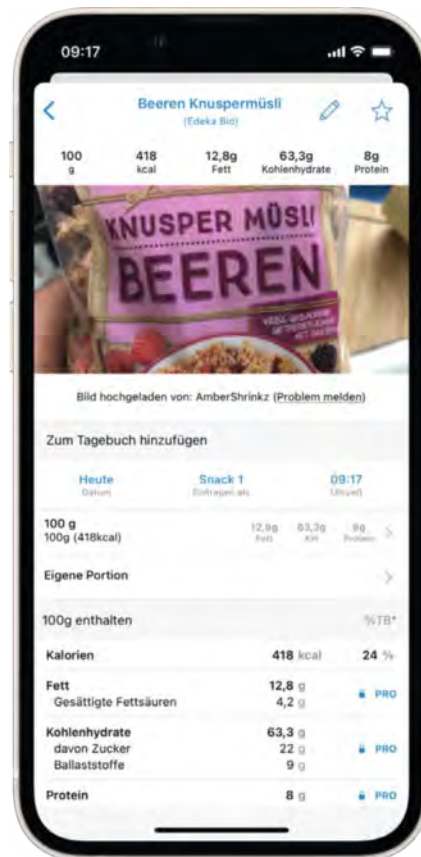 09:17
Beeren Knuspermüsli
(Edeka Bio)
100 418 12,8g 63,3g 8g
g kcal Fett Kohlenhydrate Protein
KNUSPER MÜSLI
BEEREN
Bild hochgeladen von: AmberShrinkz (Problem melden)
Zum Tagebuch hinzufügen
Heute Snack 1 09:17
Datum Eintragen als Uhrzeit
100 g 12,8g 63,3g 8g
100g (418kcal) Fett KH Protein
Eigene Portion
100g enthalten %TB*
Kalorien 418 kcal 24 %
Fett 12,8 g PRO
Gesättigte Fettsäuren 4,2 g
Kohlenhydrate 63,3 g
davon Zucker 22 g PRO
Ballaststoffe 9 g
Protein 8 g PRO